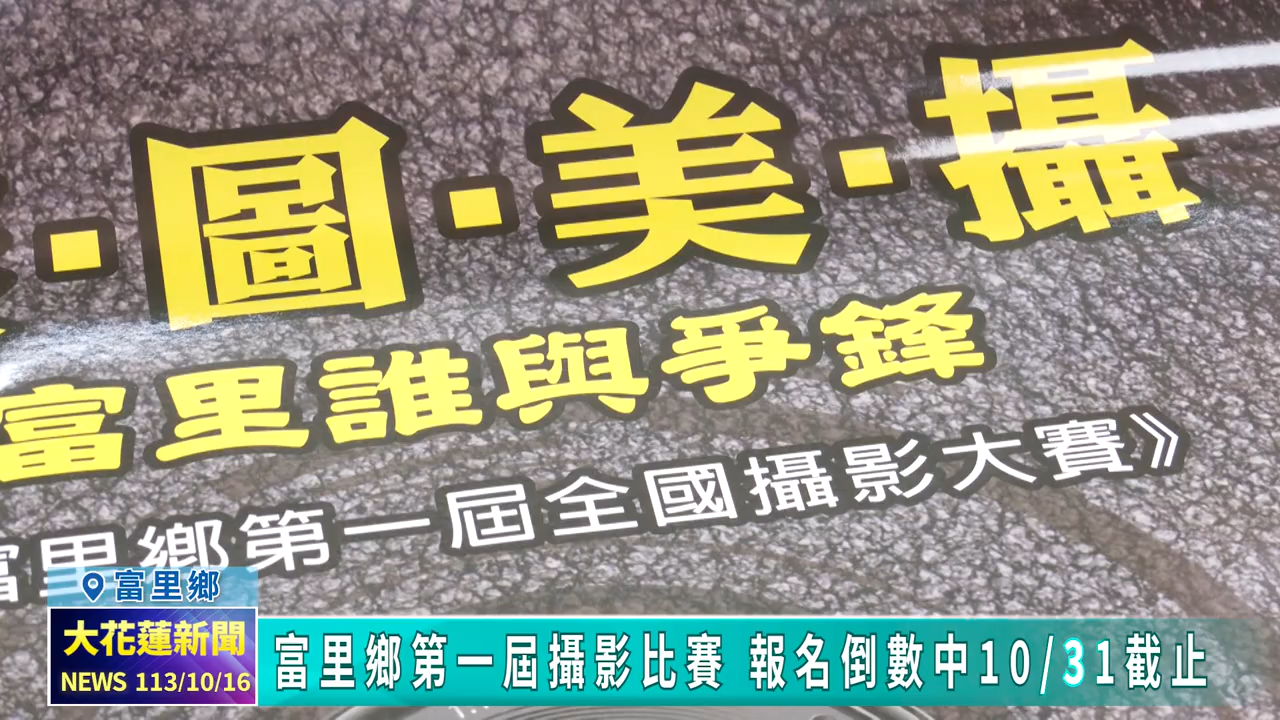 ·圖·美·攝
富里誰與爭鋒
富里鄉第一屆全國攝影大賽》
富里鄉
大花蓮新聞
NEWS 113/10/16
富里鄉第一屆攝影比賽 報名倒數中10/31截止